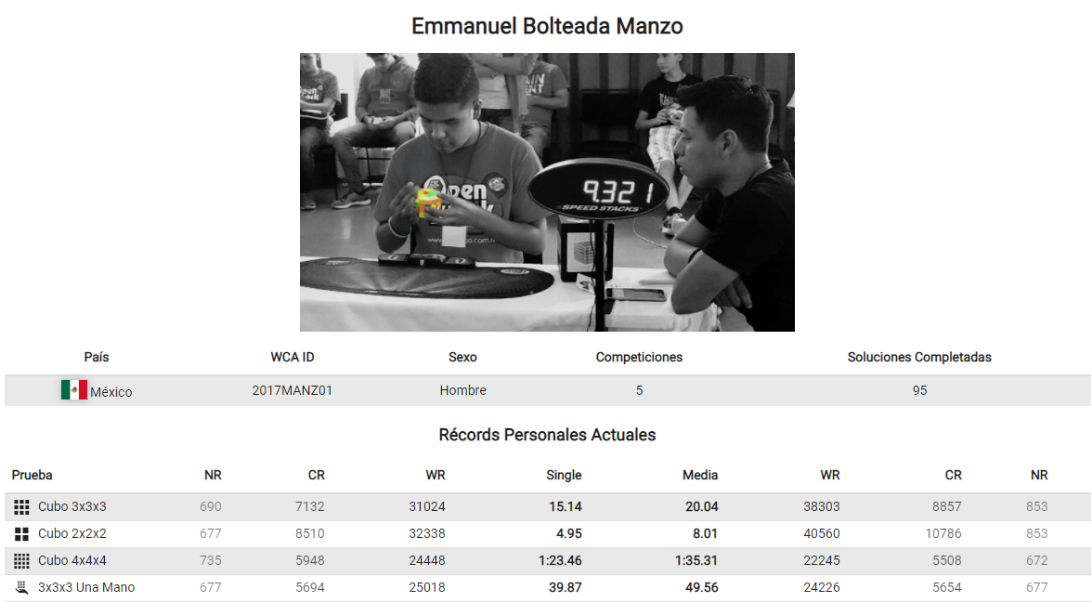 Emmanuel Bolteada Manzo
Open
9.321
SPEED STACKS
País WCA ID Sexo Competiciones Soluciones Completadas
México 2017MANZ01 Hombre 5 95
Récords Personales Actuales
Prueba NR CR WR Single Media WR CR NR
Cubo 3x3x3 690 7132 31024 15.14 20.04 38303 8857 853
Cubo 2x2x2 677 8510 32338 4.95 8.01 40560 10786 853
Cubo 4x4x4 735 5948 24448 1:23.46 1:35.31 22245 5508 672
3x3x3 Una Mano 677 5694 25018 39.87 49.56 24226 5654 677